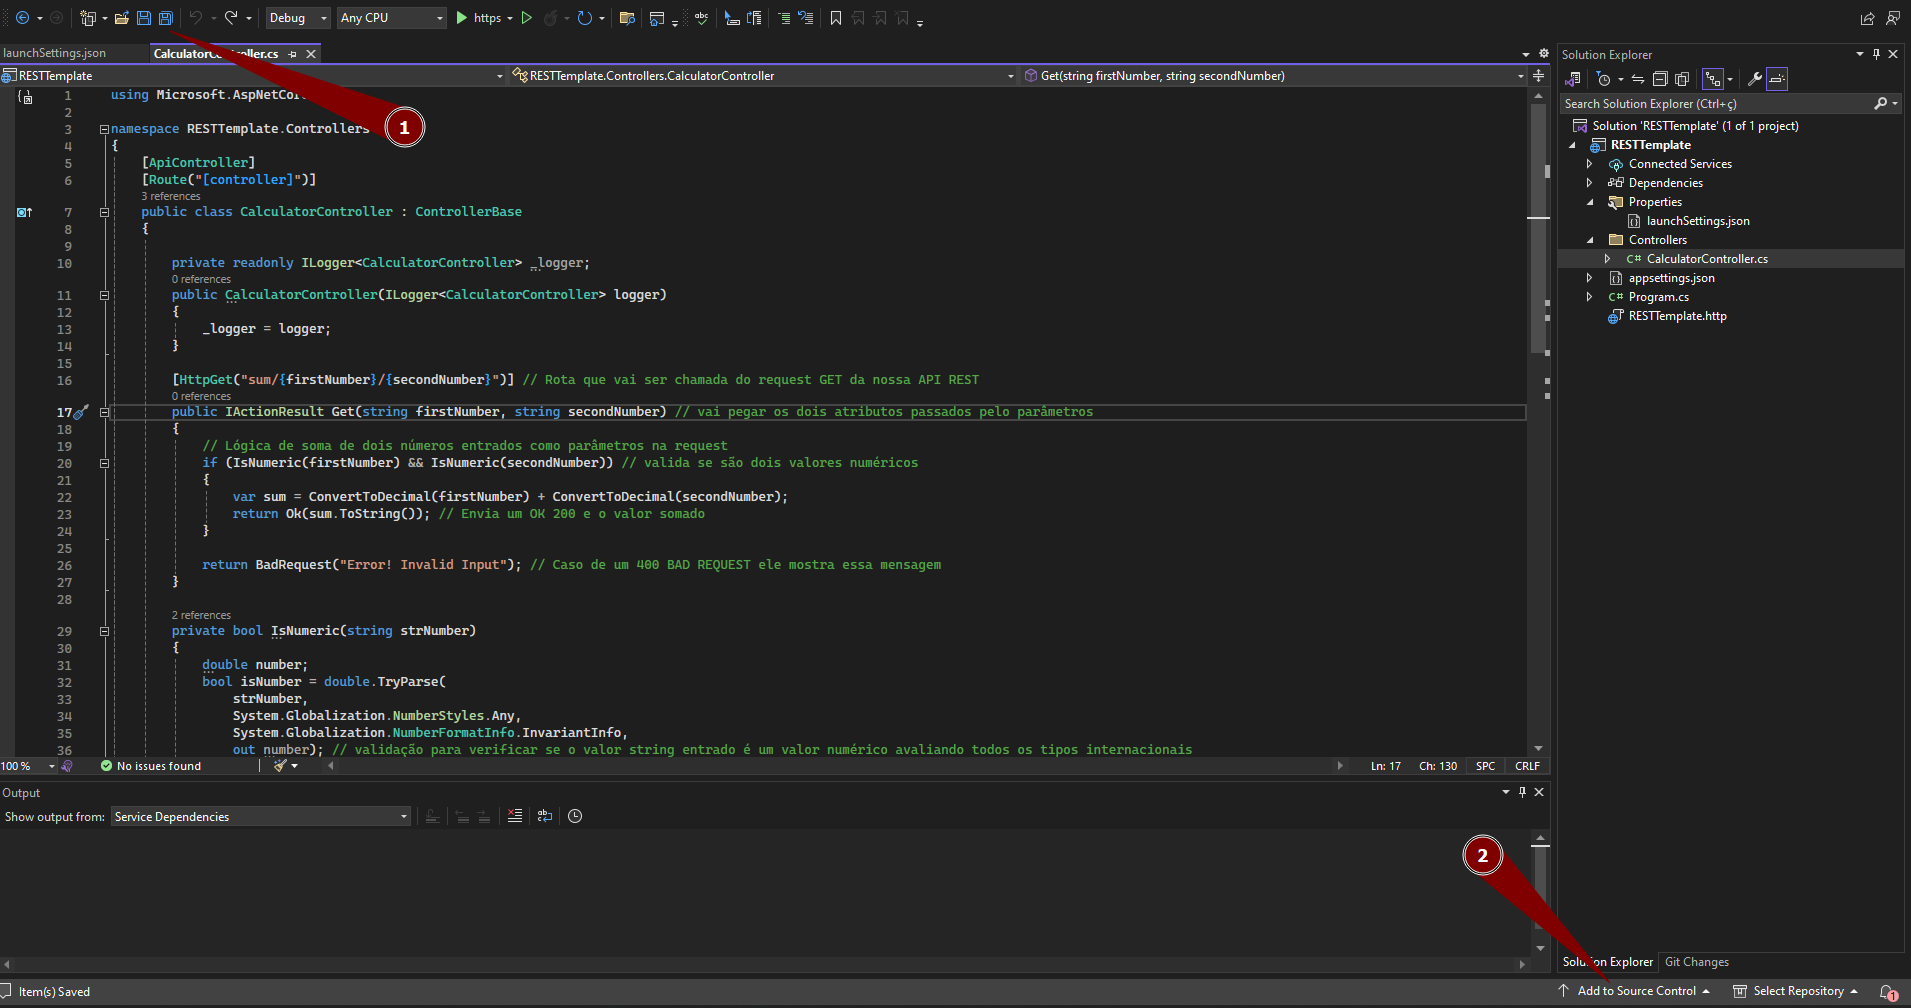 Debug
Any CPU
https
launchSettings.json
CalculatorController.cs
RESTTemplate
RESTTemplate.Controllers.CalculatorController
Get(string firstNumber, string secondNumber)
1 using
2
3 namespace RESTTemplate.Controllers
4 {
5 [ApiController]
6 [Route("[controller]")]
3 references
7 public class CalculatorController : ControllerBase
8 {
9
10 private readonly ILogger<CalculatorController> _logger;
0 references
11 public CalculatorController(ILogger<CalculatorController> logger)
12 {
13 _logger = logger;
14 }
15
16 [HttpGet("sum/{firstNumber}/{secondNumber}")] // Rota que vai ser chamada do request GET da nossa API REST
0 references
17 public IActionResult Get(string firstNumber, string secondNumber) // vai pegar os dois atributos passados pelo parâmetros
18 {
19 // Lógica de soma de dois números entrados como parâmetros na request
20 if (IsNumeric(firstNumber) && IsNumeric(secondNumber)) // valida se são dois valores numéricos
21 {
22 var sum = ConvertToDecimal(firstNumber) + ConvertToDecimal(secondNumber);
23 return Ok(sum.ToString()); // Envia um OK 200 e o valor somado
24 }
25
26 return BadRequest("Error! Invalid Input"); // Caso de um 400 BAD REQUEST ele mostra essa mensagem
27 }
28
2 references
29 private bool IsNumeric(string strNumber)
30 {
31 double number;
32 bool isNumber = double.TryParse(
33 strNumber,
34 System.Globalization.NumberStyles.Any,
35 System.Globalization.NumberFormatInfo.InvariantInfo,
36 out number); // validação para verificar se o valor string entrado é um valor numérico avaliando todos os tipos internacionais
1
100 %
No issues found
Ln: 17
Ch: 130
SPC
CRLF
Output
Show output from:
Service Dependencies
Solution Explorer
Search Solution Explorer (Ctrl+ç)
Solution 'RESTTemplate' (1 of 1 project)
RESTTemplate
Connected Services
Dependencies
Properties
launchSettings.json
Controllers
C# CalculatorController.cs
appsettings.json
C# Program.cs
RESTTemplate.http
2
Solution Explorer
Git Changes
Item(s) Saved
Add to Source Control
Select Repository
1